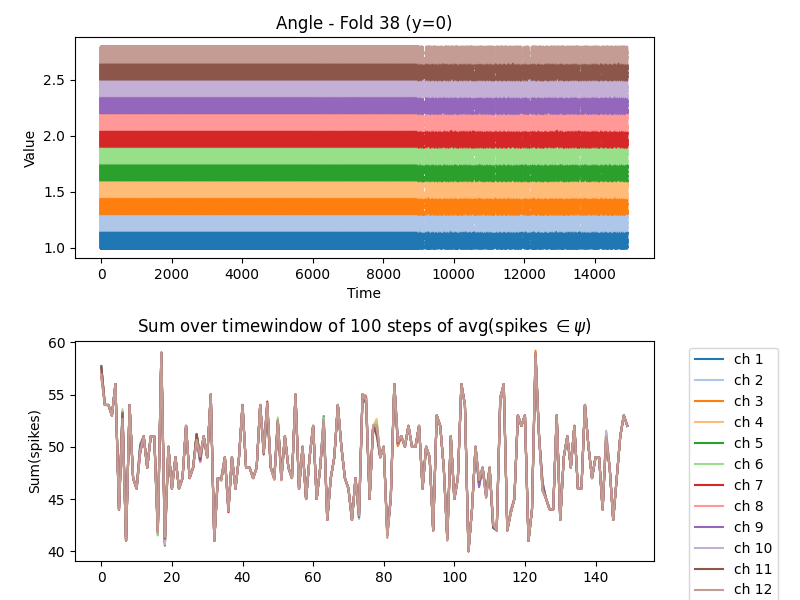 Angle - Fold 38 (y=0)
Value
2.5
2.0
1.5
1.0
0 2000 4000 6000 8000 10000 12000 14000
Time
Sum over timewindow of 100 steps of avg(spikes ∈ ψ)
Sum(spikes)
60
55
50
45
40
0 20 40 60 80 100 120 140
ch 1
ch 2
ch 3
ch 4
ch 5
ch 6
ch 7
ch 8
ch 9
ch 10
ch 11
ch 12